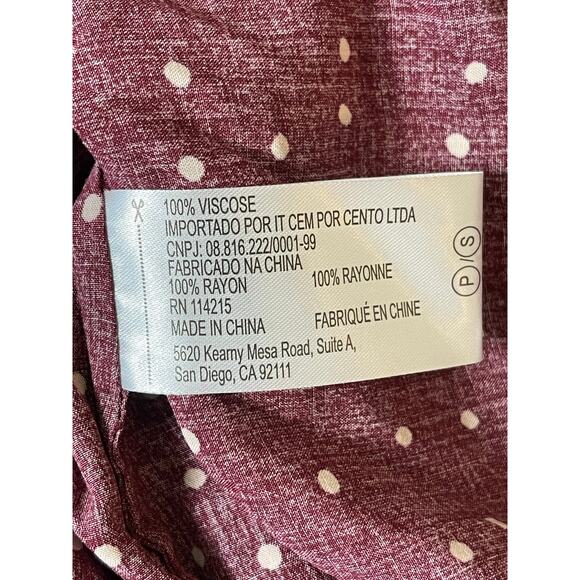 100% VISCOSE
IMPORTADO POR IT CEM POR CENTO LTDA
CNPJ: 08.816.222/0001-99
FABRICADO NA CHINA
100% RAYON 100% RAYONNE
RN 114215
MADE IN CHINA FABRIQUÉ EN CHINE
5620 Kearny Mesa Road, Suite A,
San Diego, CA 92111
P/S